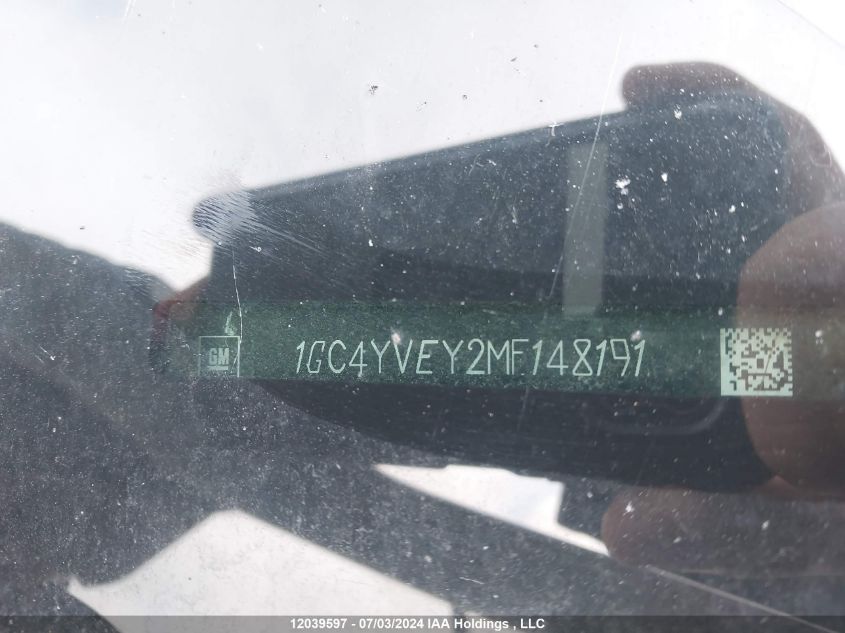 GM 1GC4YVEY2MF148191
12039597 - 07/03/2024 IAA Holdings , LLC